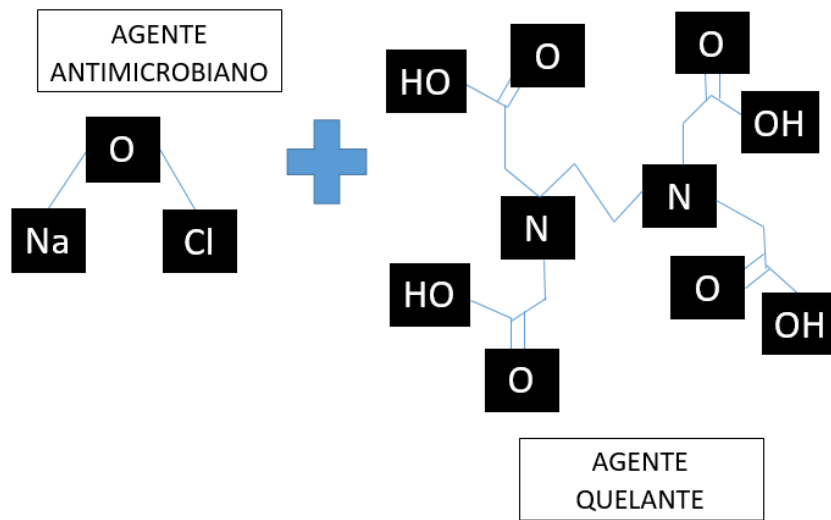 AGENTE
ANTIMICROBIANO
O
Na
Cl
HO
O
O
OH
N
N
HO
O
O
OH
AGENTE
QUELANTE